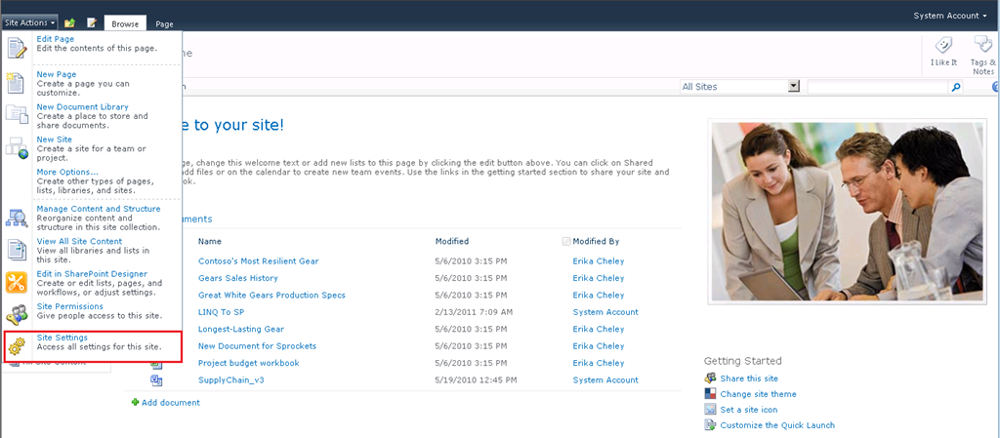 Site Actions
Browse
Page
System Account
Edit Page
Edit the contents of this page.
New Page
Create a page you can
customize.
New Document Library
Create a place to store and
share documents.
New Site
Create a site for a team or
project.
More Options...
Create other types of pages,
lists, libraries, and sites.
Manage Content and Structure
Reorganize content and
structure in this site collection.
View All Site Content
View all libraries and lists in
this site.
Edit in SharePoint Designer
Create or edit lists, pages, and
workflows, or adjust settings.
Site Permissions
Give people access to this site.
Site Settings
Access all settings for this site.
I Like It
Tags &
Notes
All Sites
e to your site!
ge, change this welcome text or add new lists to this page by clicking the edit button above. You can click on Shared
add files or on the calendar to create new team events. Use the links in the getting started section to share your site and
ook.
uments
Name Modified Modified By
Contoso's Most Resilient Gear 5/6/2010 3:15 PM Erika Cheley
Gears Sales History 5/6/2010 3:15 PM Erika Cheley
Great White Gears Production Specs 5/6/2010 3:15 PM Erika Cheley
LINQ To SP 2/13/2011 7:09 AM System Account
Longest-Lasting Gear 5/6/2010 3:15 PM Erika Cheley
New Document for Sprockets 5/6/2010 3:15 PM Erika Cheley
Project budget workbook 5/6/2010 3:15 PM Erika Cheley
SupplyChain_v3 5/19/2010 12:45 PM System Account
Add document
Getting Started
Share this site
Change site theme
Set a site icon
Customize the Quick Launch